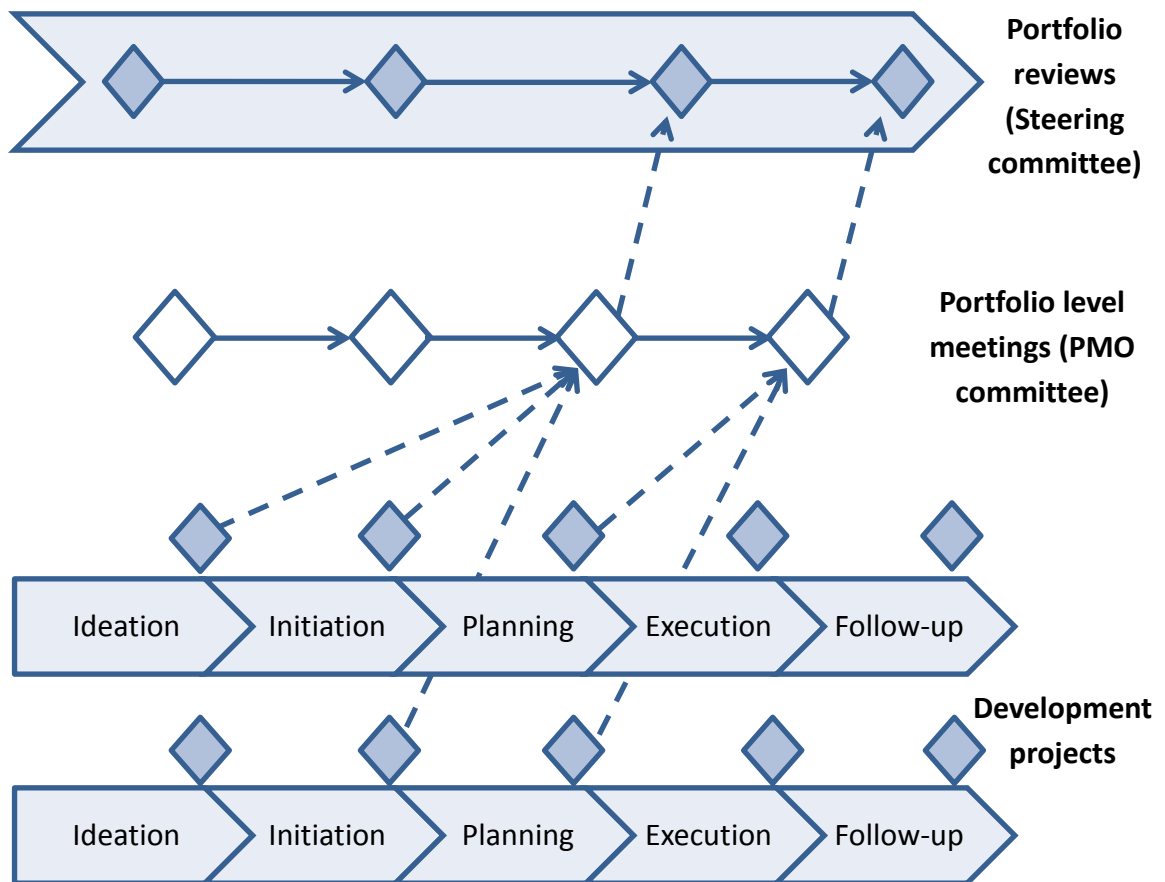 Portfolio
reviews
(Steering
committee)
Portfolio level
meetings (PMO
committee)
Ideation Initiation Planning Execution Follow-up
Development
projects
Ideation Initiation Planning Execution Follow-up